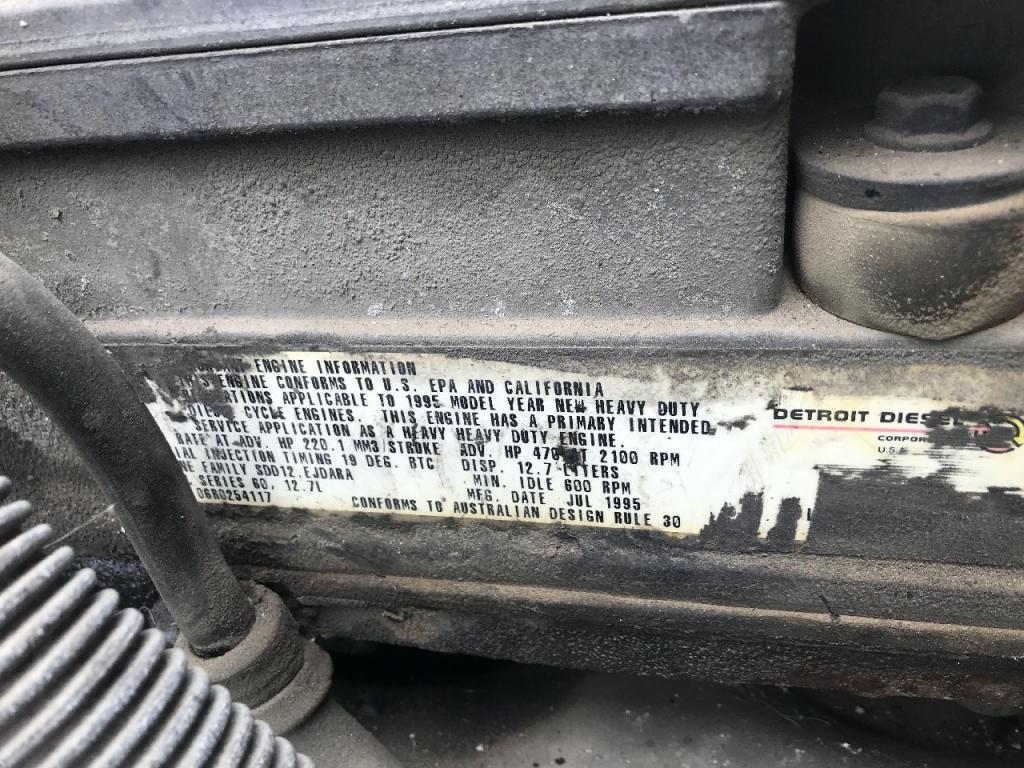 ENGINE INFORMATION
ENGINE CONFORMS TO U.S. EPA AND CALIFORNIA
APPLICABLE TO 1995 MODEL YEAR NEW HEAVY DUTY
CYCLE ENGINES. THIS ENGINE HAS A PRIMARY INTENDED
SERVICE APPLICATION AS A HEAVY HEAVY DUTY ENGINE.
RATE AT ADV. HP 220.1 MM3/STROKE ADV. HP 470 AT 2100 RPM
INJECTION TIMING 19 DEG. BTC DISP. 12.7 LITERS
FAMILY SDD12.EJDARA MIN. IDLE 600 RPM
SERIES 60, 12.7L MFG. DATE JUL 1995
06R0254117 CONFORMS TO AUSTRALIAN DESIGN RULE 30
DETROIT DIESEL
U.S.